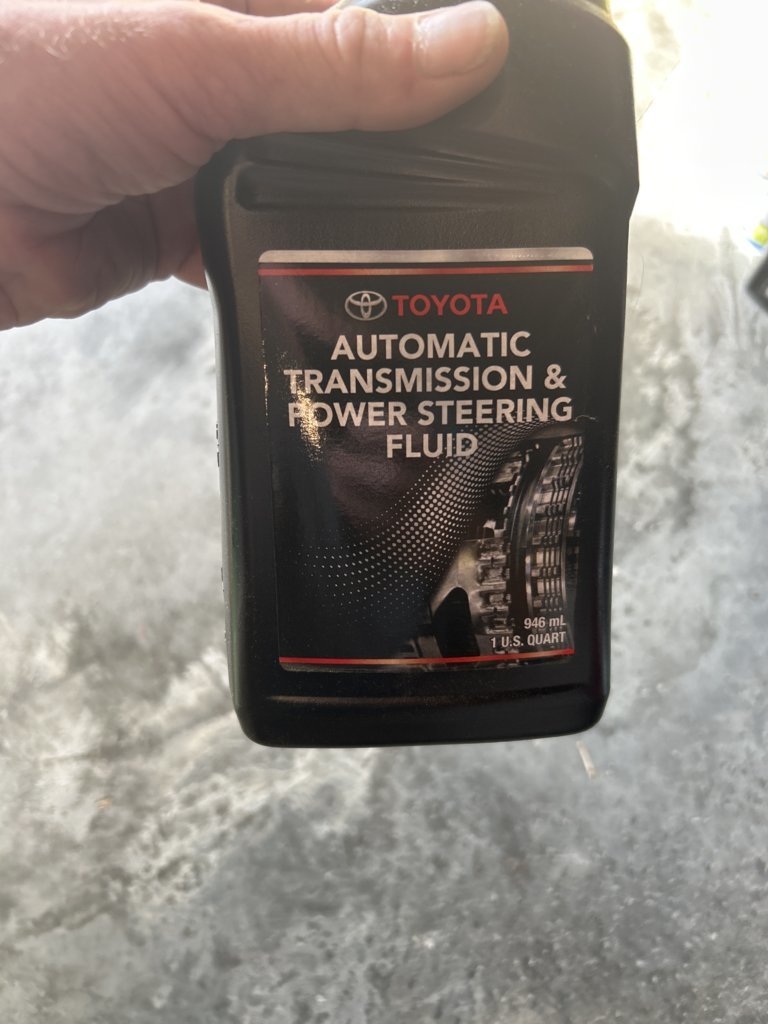 TOYOTA
AUTOMATIC
TRANSMISSION &
POWER STEERING
FLUID
946 mL
1 U.S. QUART